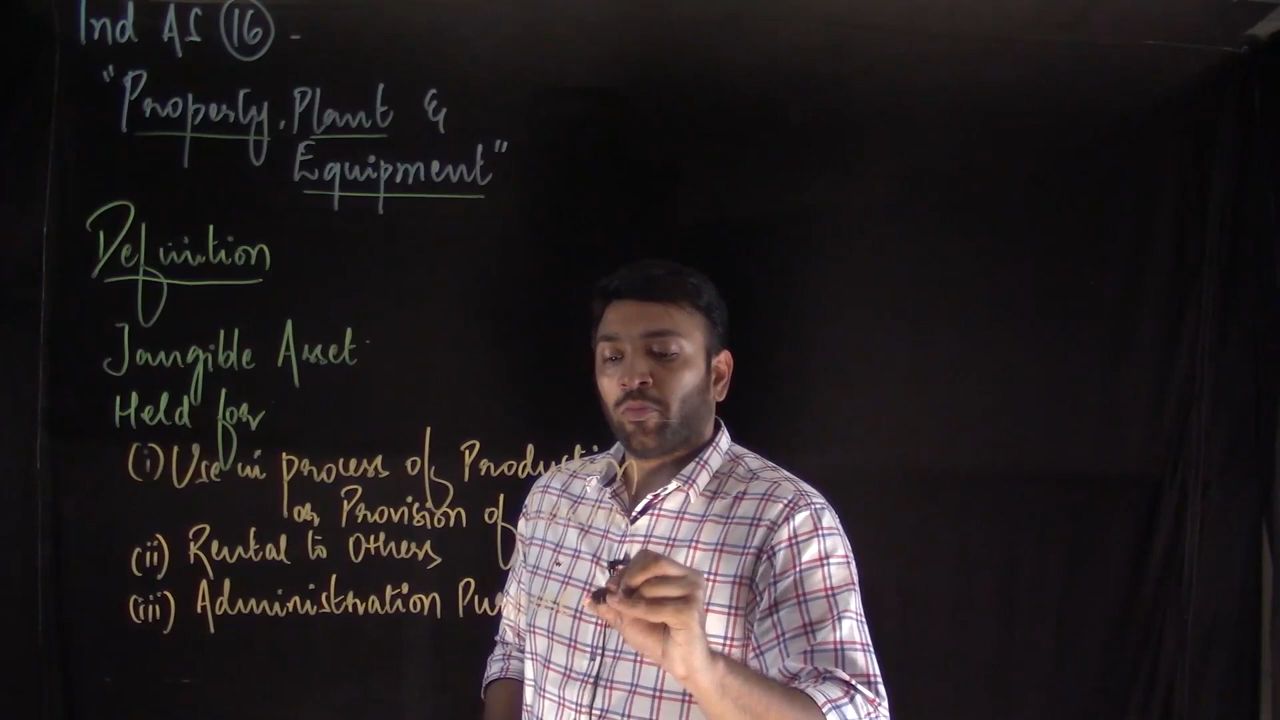 Ind AS 16 -
"Property, Plant &
Equipment"
Definition
Tangible Asset
Held for
(i) Use in process of Production
or Provision of
(ii) Rental to Others
(iii) Administration